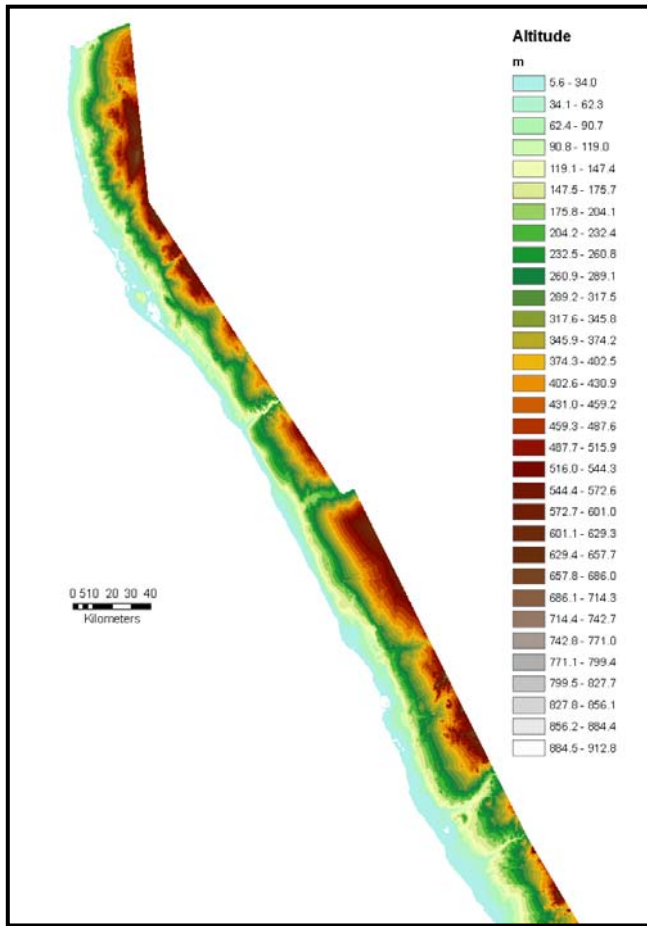 Altitude
m
5.6 - 34.0
34.1 - 62.3
62.4 - 90.7
90.8 - 119.0
119.1 - 147.4
147.5 - 175.7
175.8 - 204.1
204.2 - 232.4
232.5 - 260.8
260.9 - 289.1
289.2 - 317.5
317.6 - 345.8
345.9 - 374.2
374.3 - 402.5
402.6 - 430.9
431.0 - 459.2
459.3 - 487.6
487.7 - 515.9
516.0 - 544.3
544.4 - 572.6
572.7 - 601.0
601.1 - 629.3
629.4 - 657.7
657.8 - 686.0
686.1 - 714.3
714.4 - 742.7
742.8 - 771.0
771.1 - 799.4
799.5 - 827.7
827.8 - 856.1
856.2 - 884.4
884.5 - 912.8
0 5 10 20 30 40
Kilometers